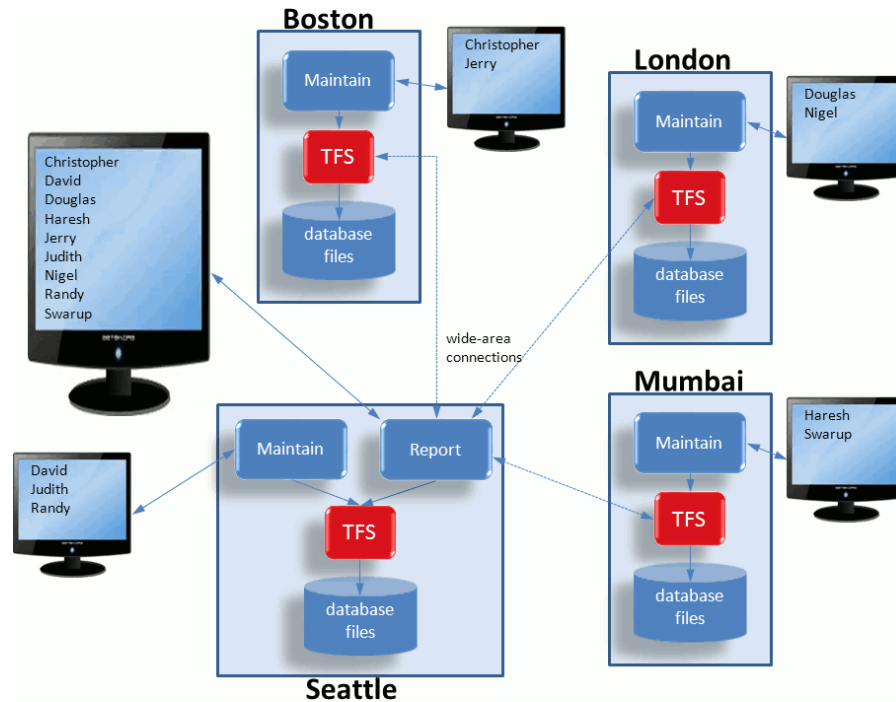 Boston
Maintain
TFS
database
files
Christopher
Jerry
London
Maintain
TFS
database
files
Douglas
Nigel
Christopher
David
Douglas
Haresh
Jerry
Judith
Nigel
Randy
Swarup
wide-area
connections
Mumbai
Maintain
TFS
database
files
Haresh
Swarup
David
Judith
Randy
Maintain
Report
TFS
database
files
Seattle